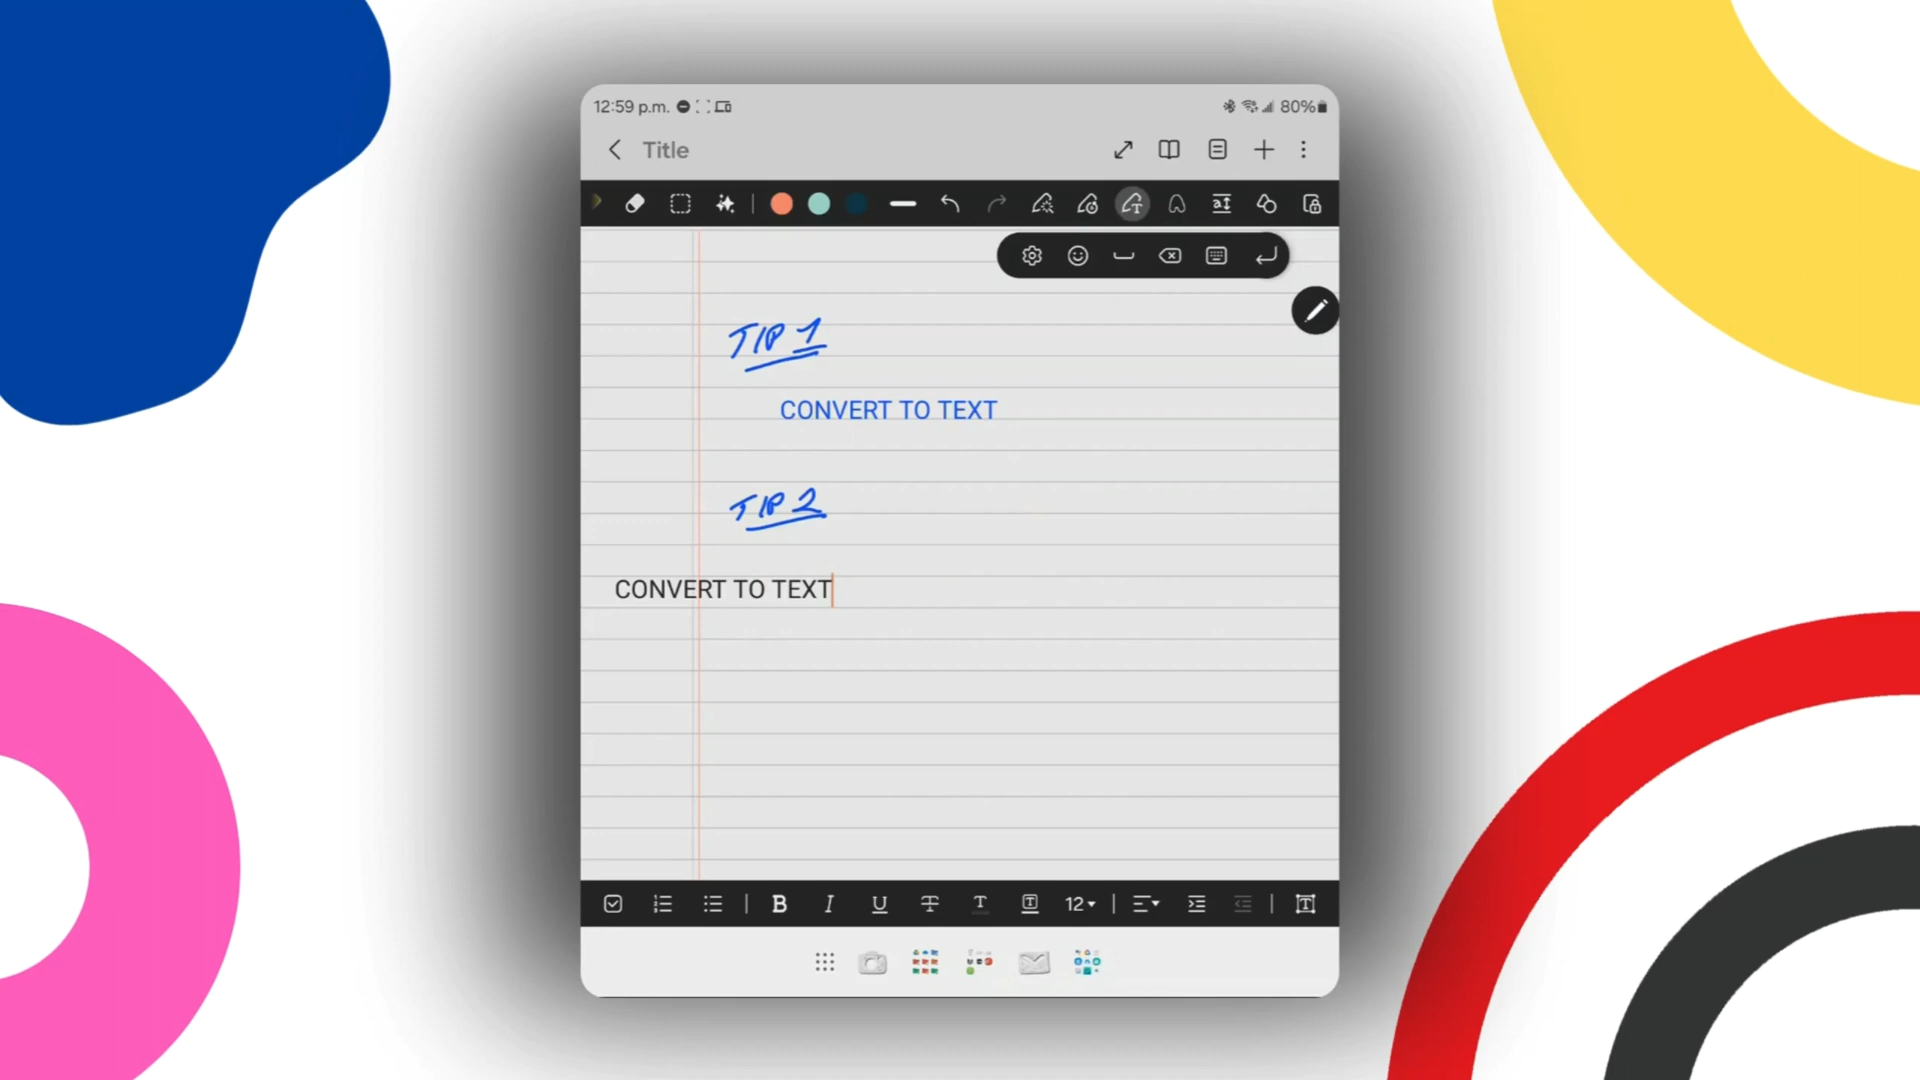 12:59 p.m. 80%
Title
TIP 1
CONVERT TO TEXT
TIP 2
CONVERT TO TEXT
B I U T T 12